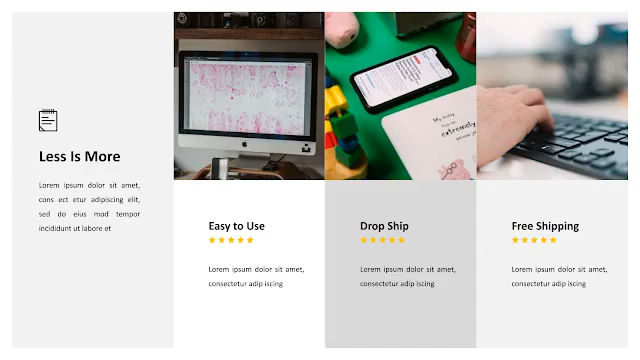 Less Is More
Lorem ipsum dolor sit amet,
cons ect etur adipiscing elit,
sed do eius mod tempor
incididunt ut labore et
extremely
Easy to Use
Lorem ipsum dolor sit amet,
consectetur adip iscing
Drop Ship
Lorem ipsum dolor sit amet,
consectetur adip iscing
Free Shipping
Lorem ipsum dolor sit amet,
consectetur adip iscing